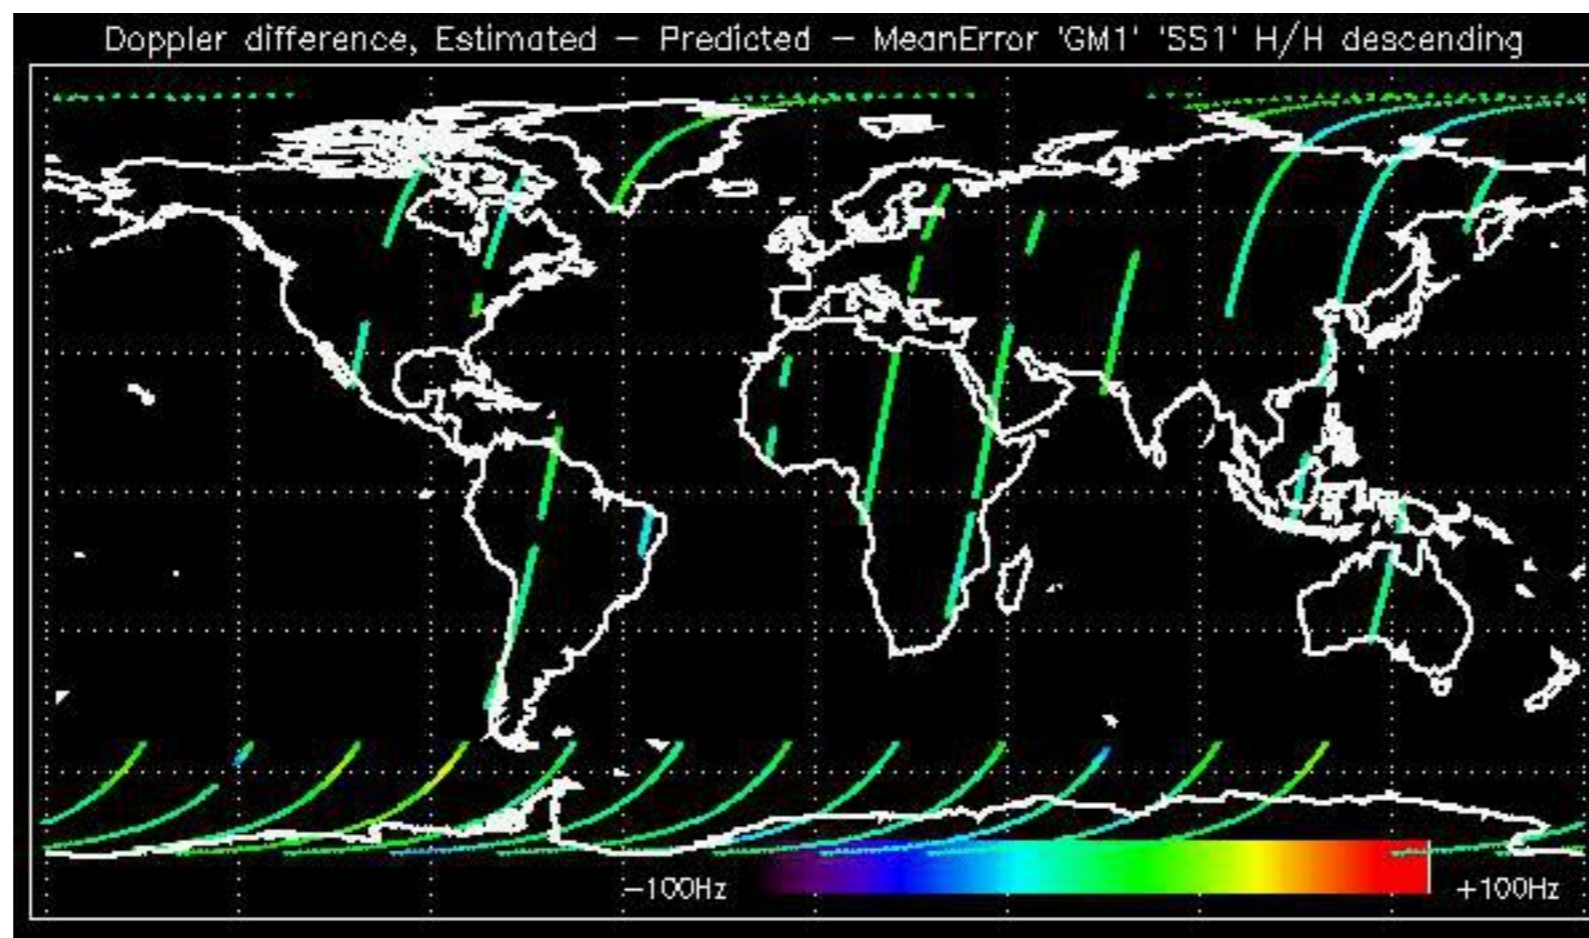 Doppler difference, Estimated − Predicted − MeanError 'GM1' 'SS1' H/H descending
−100Hz
+100Hz